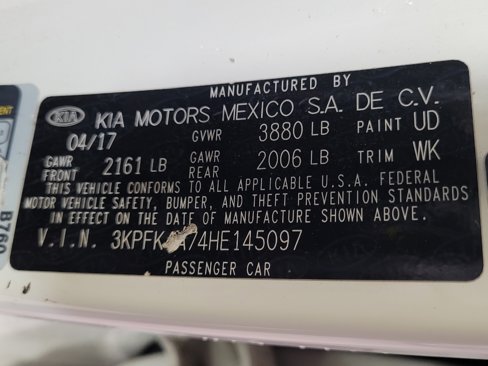 MANUFACTURED BY
KIA KIA MOTORS MEXICO S.A. DE C.V.
04/17 GVWR 3880 LB PAINT UD
GAWR FRONT 2161 LB GAWR REAR 2006 LB TRIM WK
THIS VEHICLE CONFORMS TO ALL APPLICABLE U.S.A. FEDERAL
MOTOR VEHICLE SAFETY, BUMPER, AND THEFT PREVENTION STANDARDS
IN EFFECT ON THE DATE OF MANUFACTURE SHOWN ABOVE.
V.I.N.
PASSENGER CAR
B760